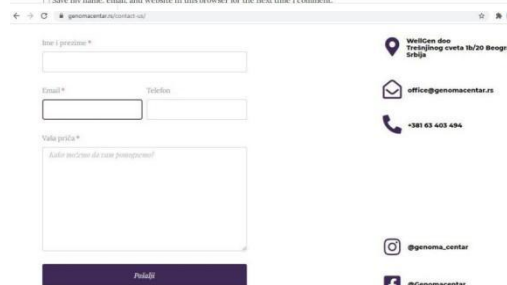 Save my name, email, and website in this browser for the next time I comment.
genomacentar.rs/contact-us/
Ime i prezime *
Email *
Telefon
Vaša priča *
Kako možemo da vam pomognemo?
Pošalji
WellGen doo
Trešnjinog cveta 1b/20 Beogr
Srbija
office@genomacentar.rs
+381 63 403 494
@genoma_centar
@Genomacentar